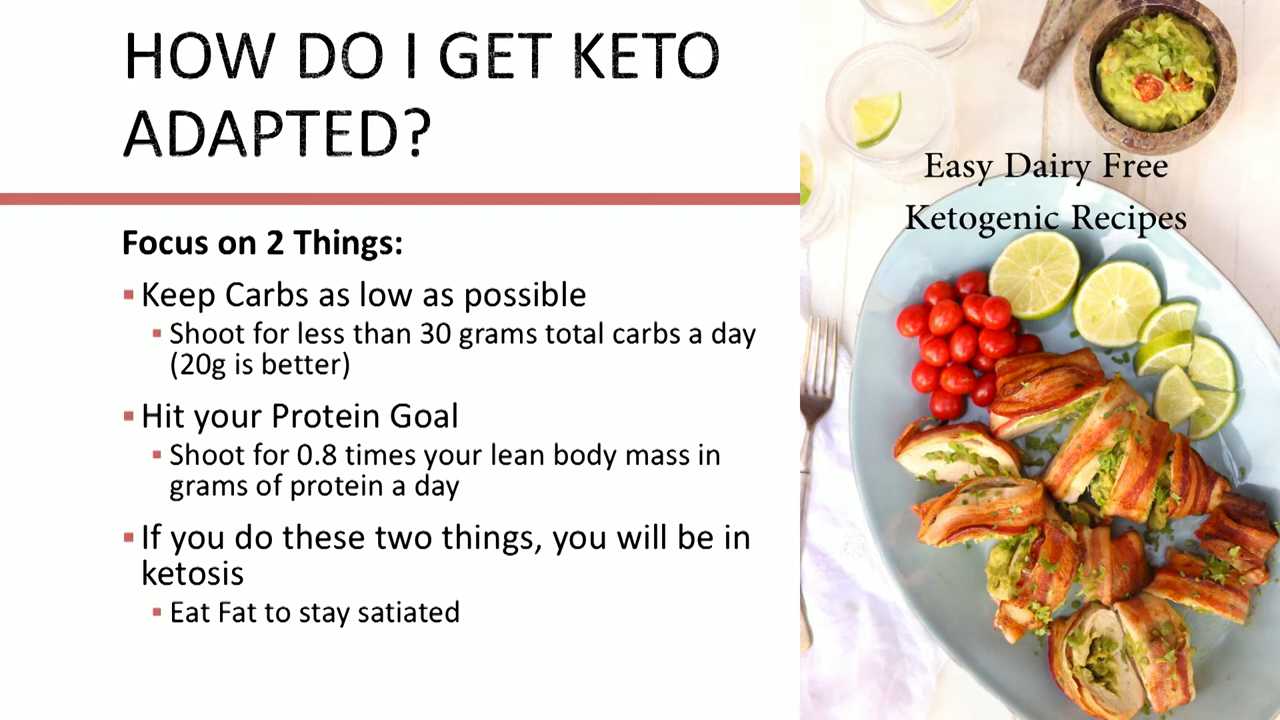 HOW DO I GET KETO
ADAPTED?
Focus on 2 Things:
▪ Keep Carbs as low as possible
▪ Shoot for less than 30 grams total carbs a day
(20g is better)
▪ Hit your Protein Goal
▪ Shoot for 0.8 times your lean body mass in
grams of protein a day
▪ If you do these two things, you will be in
ketosis
▪ Eat Fat to stay satiated
Easy Dairy Free
Ketogenic Recipes